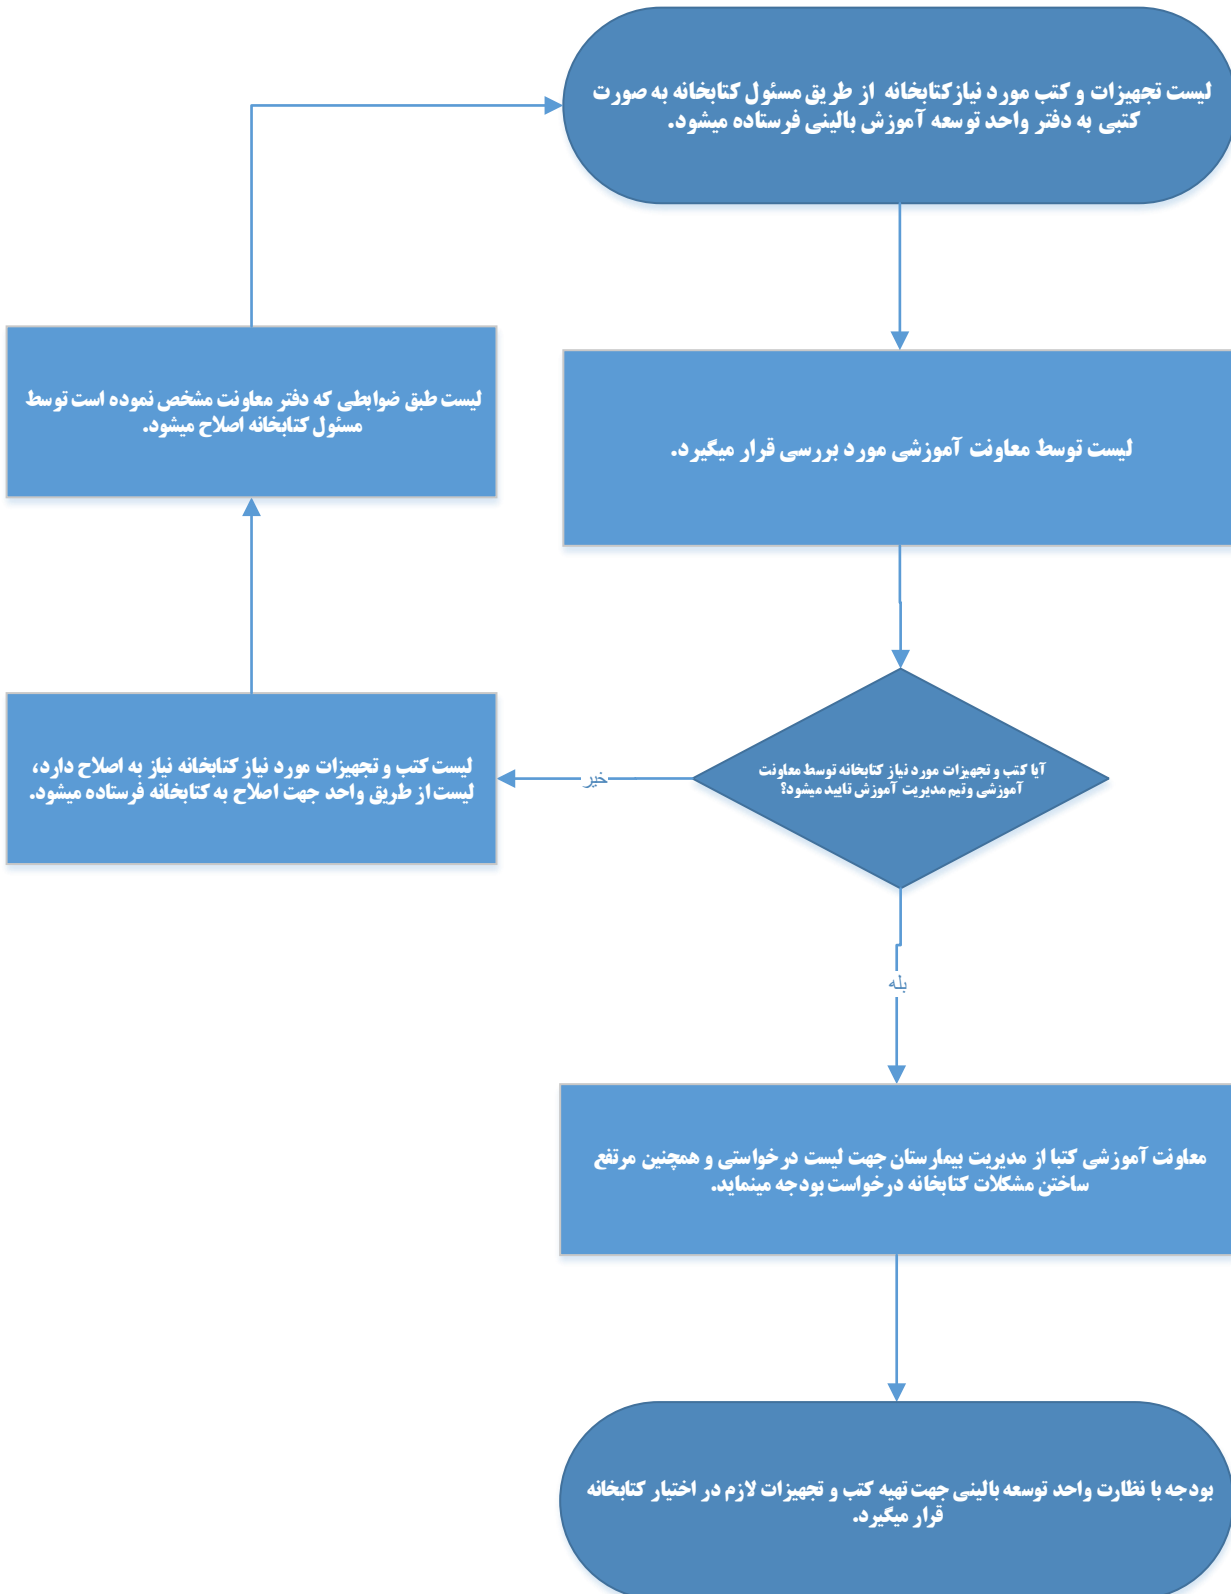 لیست تجهیزات و کتب مورد نیازکتابخانه از طریق مسئول کتابخانه به صورت
کتبی به دفتر واحد توسعه آموزش بالینی فرستاده میشود.
لیست طبق ضوابطی که دفتر معاونت مشخص نموده است توسط
مسئول کتابخانه اصلاح میشود.
لیست توسط معاونت آموزشی مورد بررسی قرار میگیرد.
لیست کتب و تجهیزات مورد نیاز کتابخانه نیاز به اصلاح دارد،
لیست از طریق واحد جهت اصلاح به کتابخانه فرستاده میشود.
خیر
آیا کتب و تجهیزات مورد نیاز کتابخانه توسط معاونت
آموزشی وتیم مدیریت آموزش تایید میشود؟
بله
معاونت آموزشی کتبا از مدیریت بیمارستان جهت لیست درخواستی و همچنین مرتفع
ساختن مشکلات کتابخانه درخواست بودجه مینماید.
بودجه با نظارت واحد توسعه بالینی جهت تهیه کتب و تجهیزات لازم در اختیار کتابخانه
قرار میگیرد.